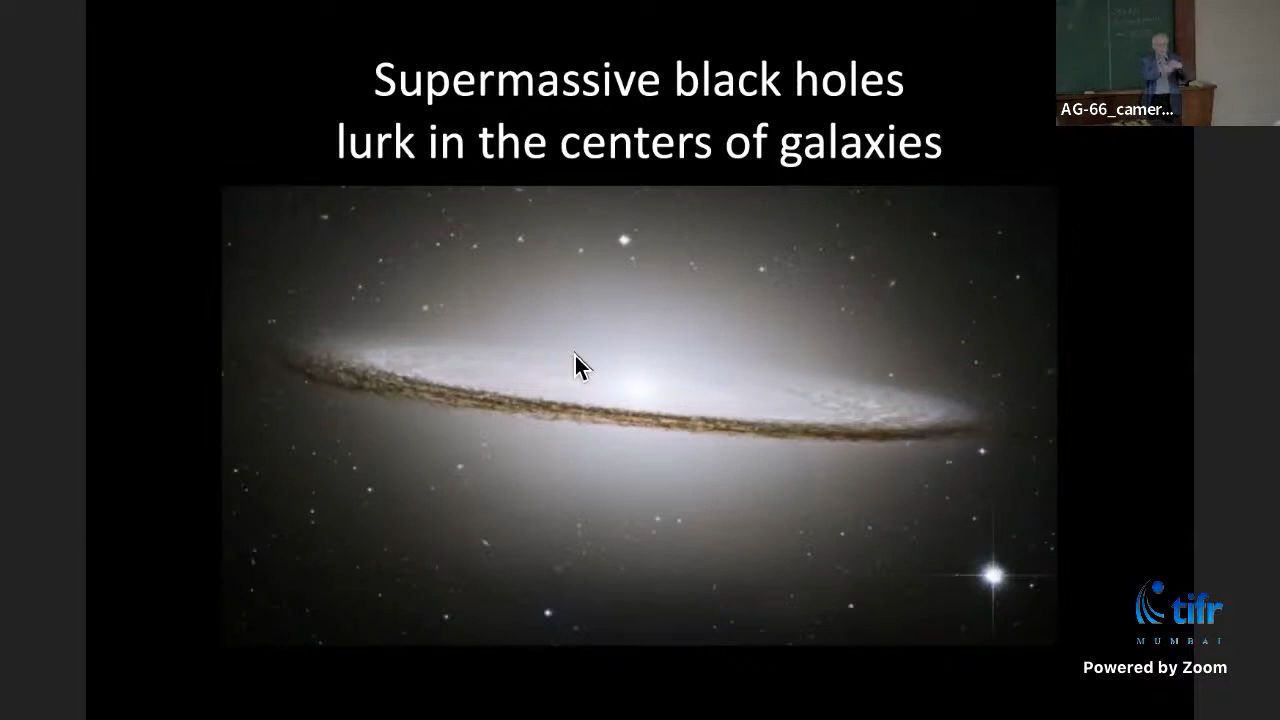 Supermassive black holes
lurk in the centers of galaxies
AG-66_camer...
tifr
MUMBAI
Powered by Zoom